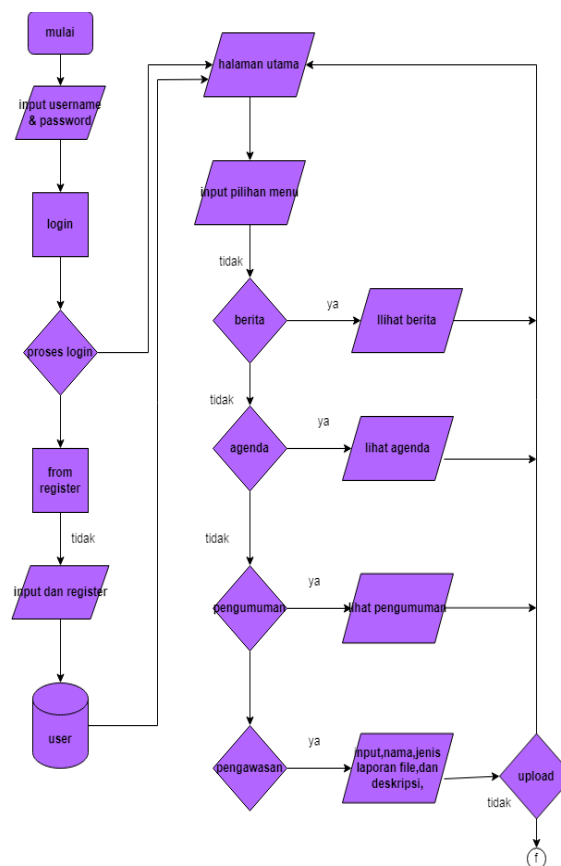 mulai
input username
& password
login
proses login
from
register
tidak
input dan register
user
halaman utama
input pilihan menu
tidak
berita
ya
llihat berita
tidak
agenda
ya
lihat agenda
tidak
pengumuman
ya
lihat pengumuman
pengawasan
ya
input,nama,jenis
laporan file,dan
deskripsi,
upload
tidak
f